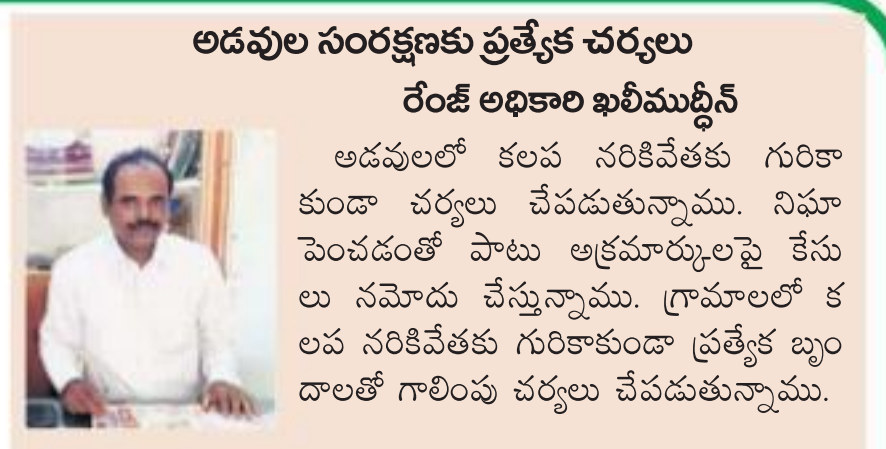 అడవుల సంరక్షణకు ప్రత్యేక చర్యలు
రేంజ్ అధికారి ఖలీముద్ధీన్
అడవులలో కలప నరికివేతకు గురికా
కుండా చర్యలు చేపడుతున్నాము. నిఘా
పెంచడంతో పాటు అక్రమార్కులపై కేసు
లు నమోదు చేస్తున్నాము. గ్రామాలలో క
లప నరికివేతకు గురికాకుండా ప్రత్యేక బృం
దాలతో గాలింపు చర్యలు చేపడుతున్నాము.